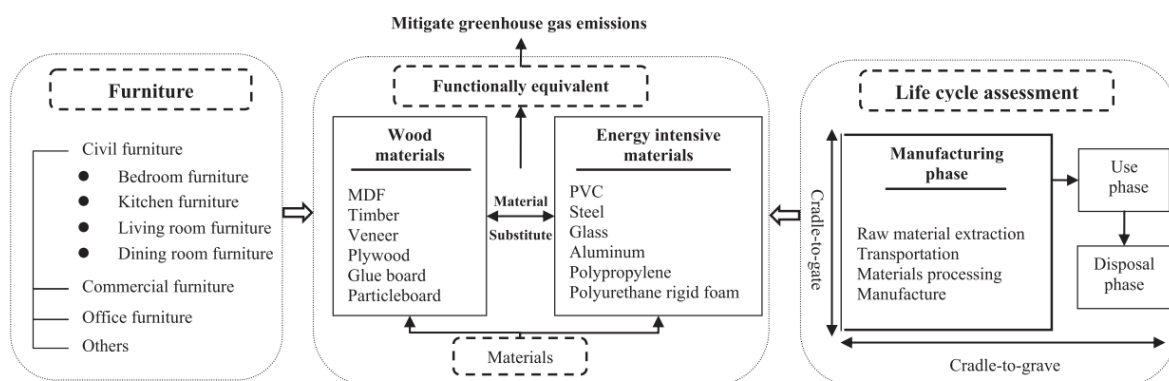 Mitigate greenhouse gas emissions
Furniture
Civil furniture
Bedroom furniture
Kitchen furniture
Living room furniture
Dining room furniture
Commercial furniture
Office furniture
Others
Functionally equivalent
Wood
materials
MDF
Timber
Veneer
Plywood
Glue board
Particleboard
Material
Substitute
Energy intensive
materials
PVC
Steel
Glass
Aluminum
Polypropylene
Polyurethane rigid foam
Materials
Life cycle assessment
Cradle-to-gate
Manufacturing
phase
Raw material extraction
Transportation
Materials processing
Manufacture
Use
phase
Disposal
phase
Cradle-to-grave